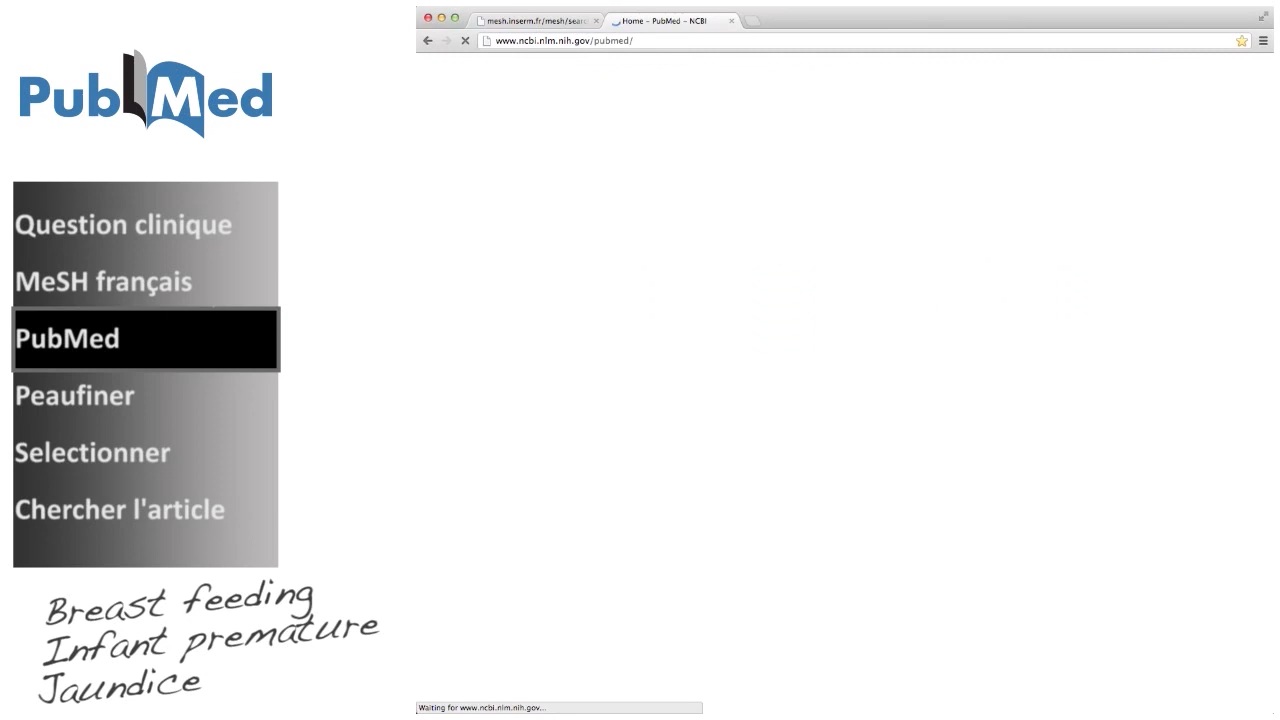 PubMed
Question clinique
MeSH français
PubMed
Peaufiner
Selectionner
Chercher l'article
Breast feeding
Infant premature
Jaundice
mesh.inserm.fr/mesh/searc
Home - PubMed - NCBI
www.ncbi.nlm.nih.gov/pubmed/
Waiting for www.ncbi.nlm.nih.gov...